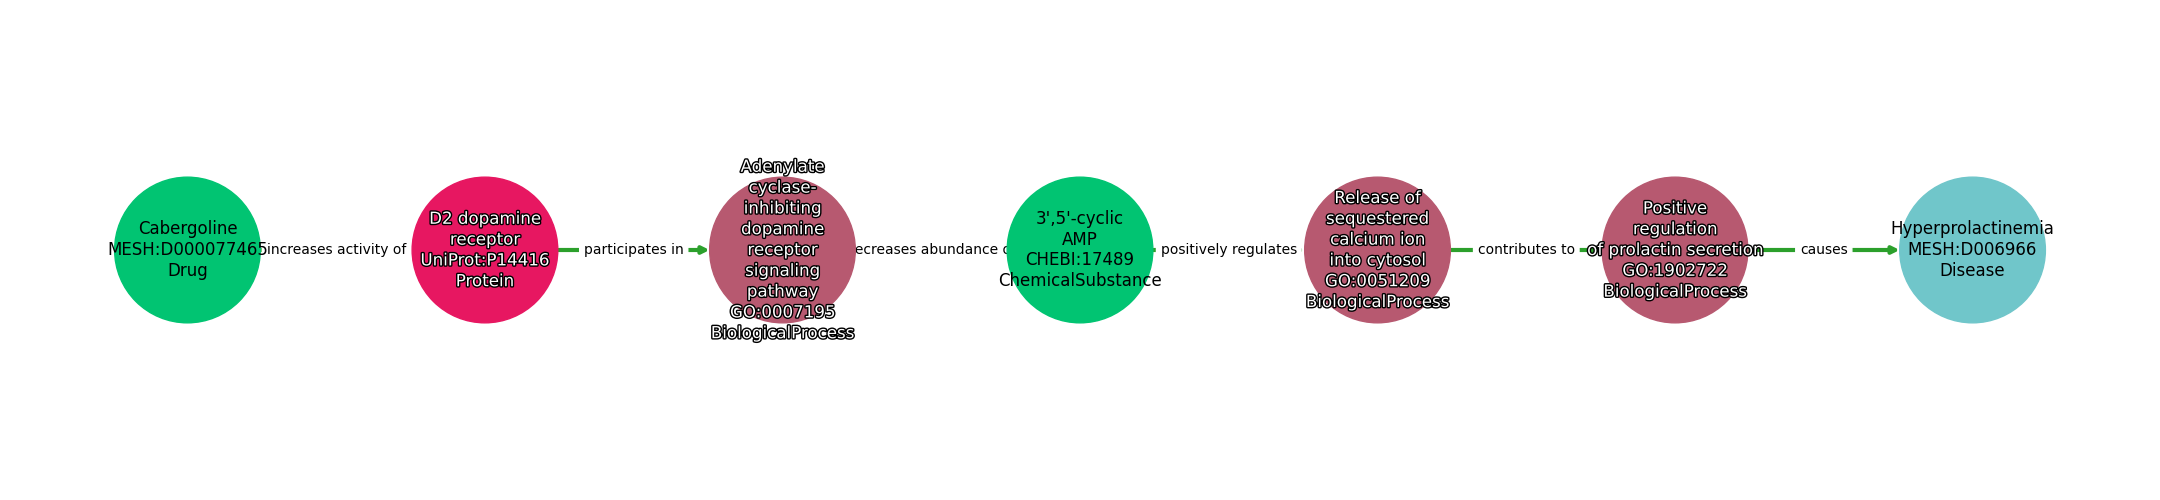 Cabergoline
MESH:D000077465
Drug
increases activity of
D2 dopamine
receptor
UniProt:P14416
Protein
participates in
Adenylate
cyclase-
inhibiting
dopamine
receptor
signaling
pathway
GO:0007195
BiologicalProcess
ecreases abundance
3',5'-cyclic
AMP
CHEBI:17489
ChemicalSubstance
positively regulates
Release of
sequestered
calcium ion
into cytosol
GO:0051209
BiologicalProcess
contributes to
Positive
regulation
of prolactin secretion
GO:1902722
BiologicalProcess
causes
Hyperprolactinemia
MESH:D006966
Disease